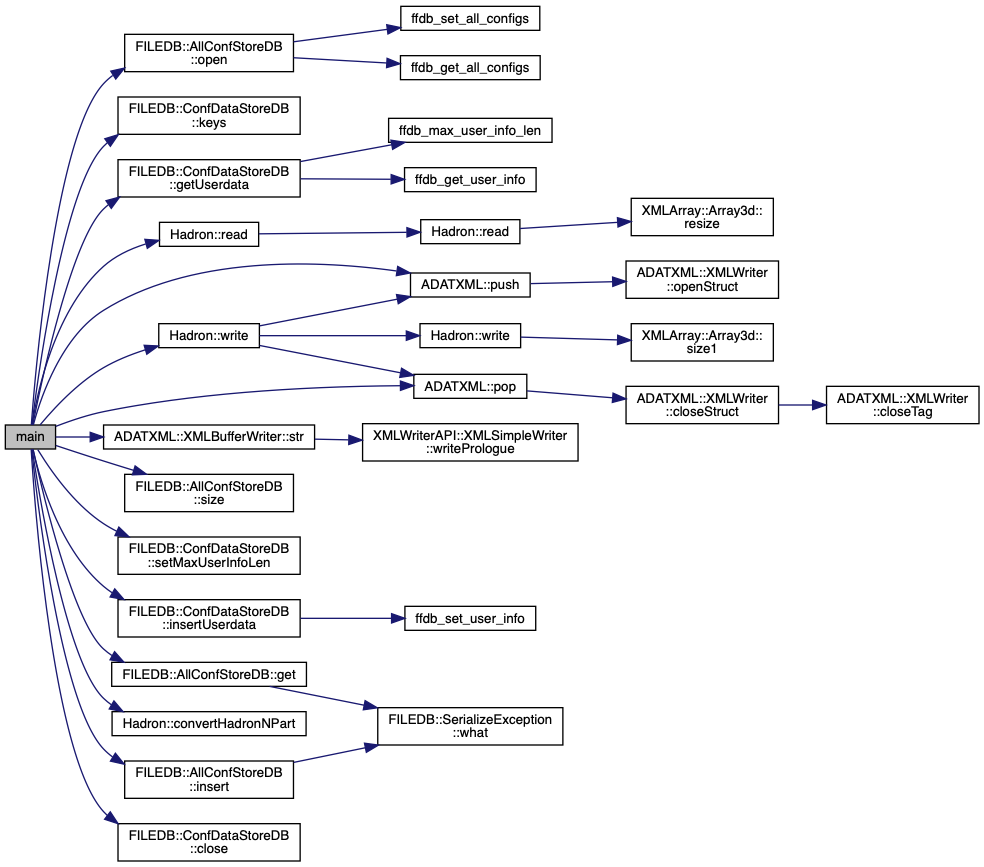 ffdb_set_all_configs
FILEDB::AllConfStoreDB
::open
ffdb_get_all_configs
FILEDB::ConfDataStoreDB
::keys
ffdb_max_user_info_len
FILEDB::ConfDataStoreDB
::getUserdata
ffdb_get_user_info
Hadron::read
Hadron::read
XMLArray::Array3d::
resize
ADATXML::push
ADATXML::XMLWriter
::openStruct
Hadron::write
Hadron::write
XMLArray::Array3d::
size1
ADATXML::pop
ADATXML::XMLWriter
::closeStruct
ADATXML::XMLWriter
::closeTag
main
ADATXML::XMLBufferWriter::str
XMLWriterAPI::XMLSimpleWriter
::writePrologue
FILEDB::AllConfStoreDB
::size
FILEDB::ConfDataStoreDB
::setMaxUserInfoLen
FILEDB::ConfDataStoreDB
::insertUserdata
ffdb_set_user_info
FILEDB::AllConfStoreDB::get
Hadron::convertHadronNPart
FILEDB::SerializeException
::what
FILEDB::AllConfStoreDB
::insert
FILEDB::ConfDataStoreDB
::close